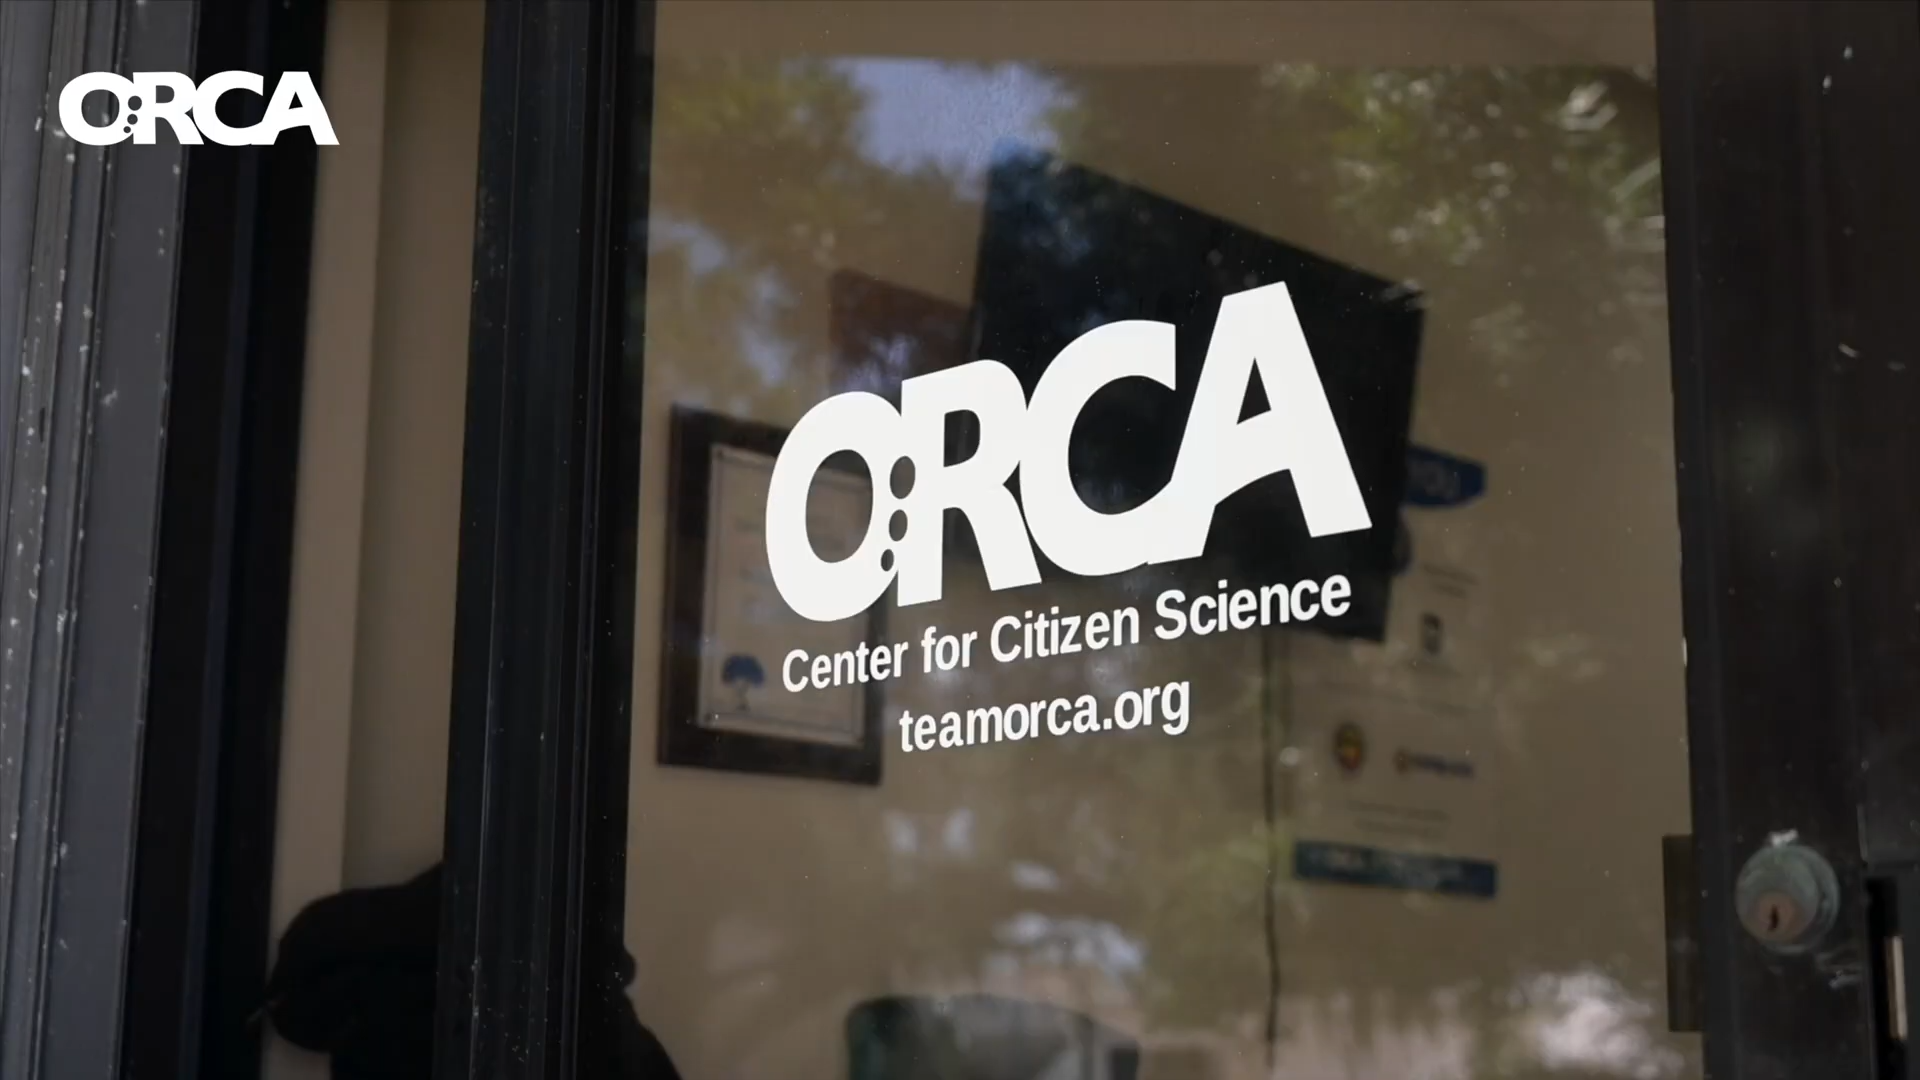 ORCA
ORCA
Center for Citizen Science
teamorca.org